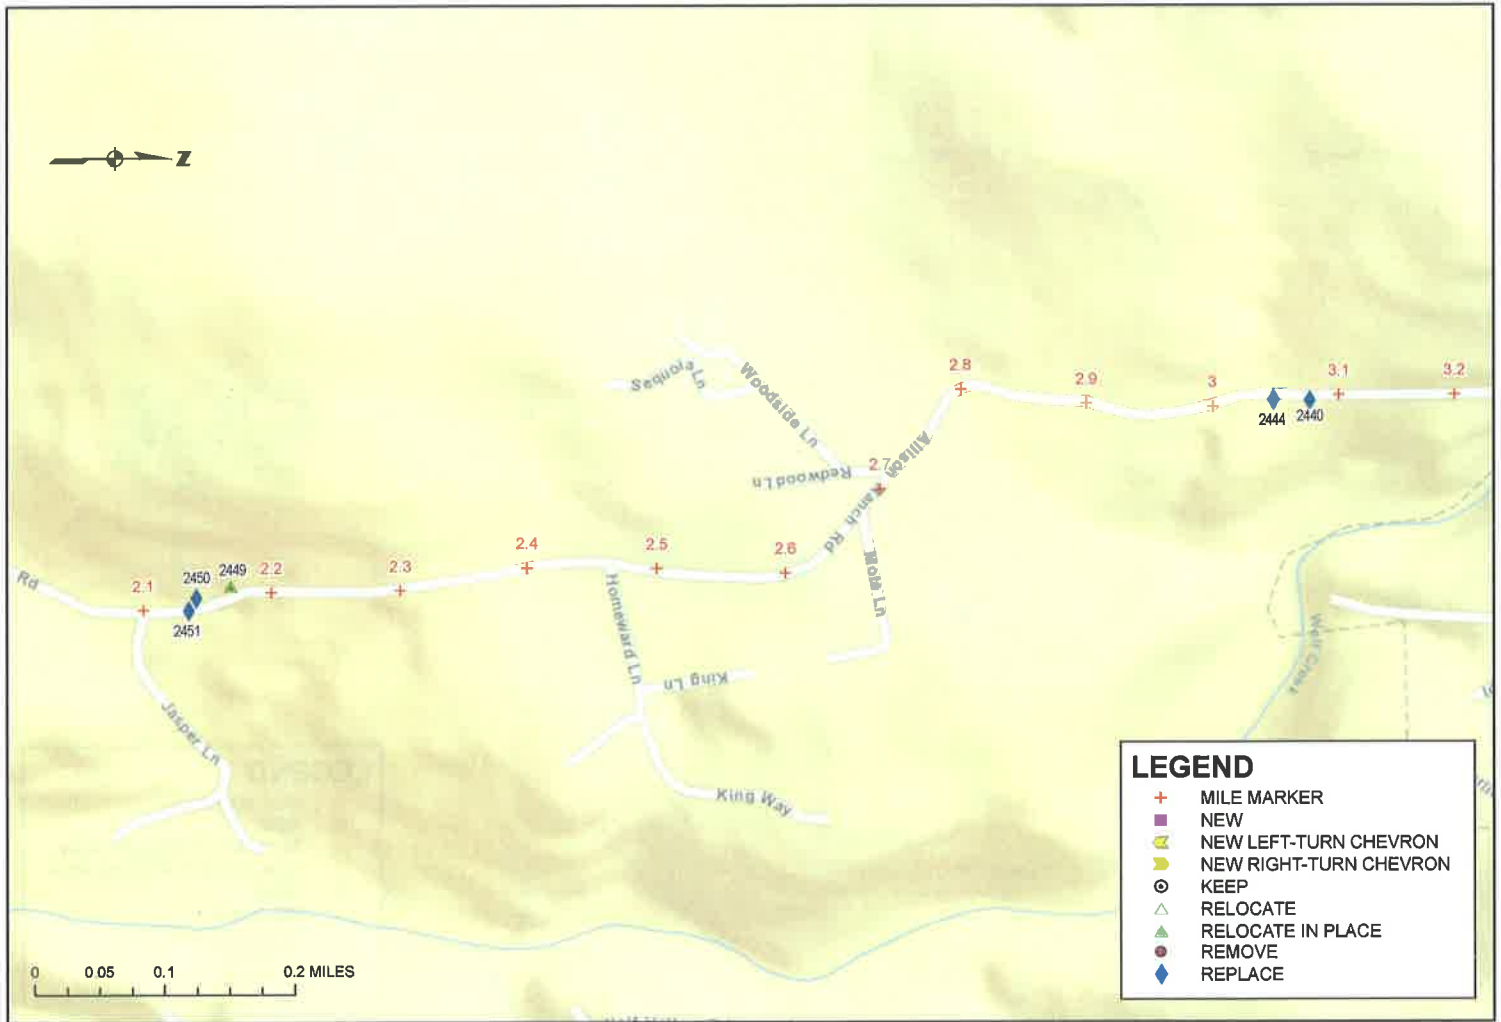 Z
2.8
2.9
3
3.1
3.2
2444
2440
Sequoia Ln
Woodside Ln
Redwood Ln
2.7
Allison Ranch Rd
Nola Ln
2.4
2.5
2.6
2449
2.2
2.3
2450
2.1
2451
Rd
Homeward Ln
King Ln
Wolf Creek
Jasper Ln
King Way
LEGEND
MILE MARKER
NEW
NEW LEFT-TURN CHEVRON
NEW RIGHT-TURN CHEVRON
KEEP
RELOCATE
RELOCATE IN PLACE
REMOVE
REPLACE
0 0.05 0.1 0.2 MILES